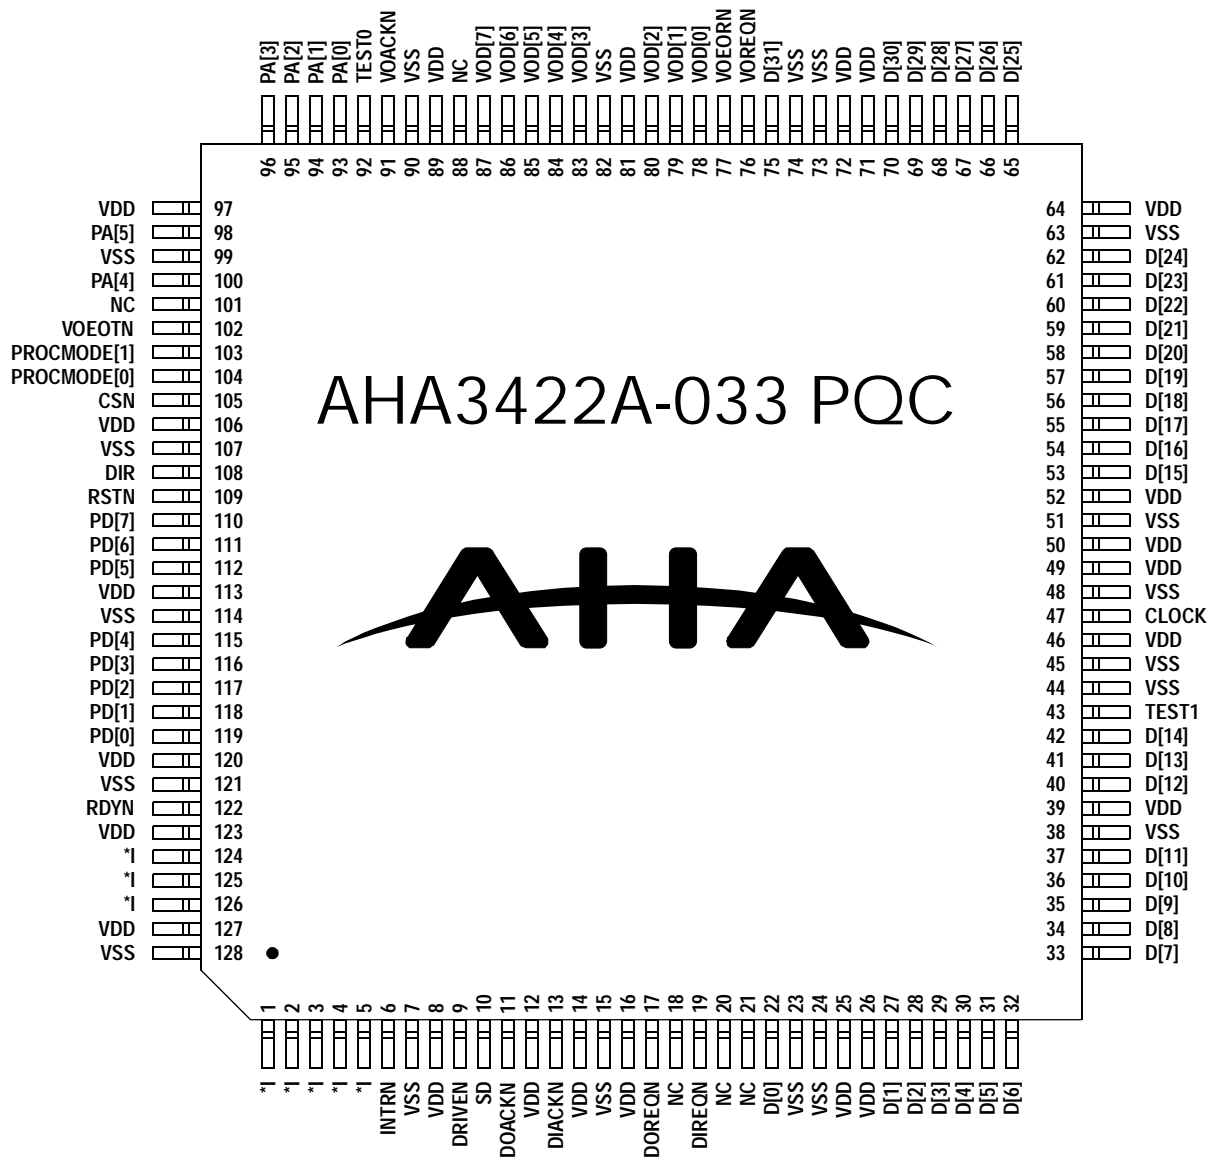 PA[3] PA[2] PA[1] PA[0] TEST0 VOACKN VSS VDD NC VOD[7] VOD[6] VOD[5] VOD[4] VOD[3] VSS VDD VOD[2] VOD[1] VOD[0] VOEORN VOREQN D[31] VSS VSS VDD VDD D[30] D[29] D[28] D[27] D[26] D[25]
96 95 94 93 92 91 90 89 88 87 86 85 84 83 82 81 80 79 78 77 76 75 74 73 72 71 70 69 68 67 66 65
VDD 97 64 VDD
PA[5] 98 63 VSS
VSS 99 62 D[24]
PA[4] 100 61 D[23]
NC 101 60 D[22]
VOEOTN 102 59 D[21]
PROCMODE[1] 103 58 D[20]
PROCMODE[0] 104 57 D[19]
CSN 105 56 D[18]
VDD 106 55 D[17]
VSS 107 54 D[16]
DIR 108 53 D[15]
RSTN 109 52 VDD
PD[7] 110 51 VSS
PD[6] 111 50 VDD
PD[5] 112 49 VDD
VDD 113 48 VSS
VSS 114 47 CLOCK
PD[4] 115 46 VDD
PD[3] 116 45 VSS
PD[2] 117 44 VSS
PD[1] 118 43 TEST1
PD[0] 119 42 D[14]
VDD 120 41 D[13]
VSS 121 40 D[12]
RDYN 122 39 VDD
VDD 123 38 VSS
*I 124 37 D[11]
*I 125 36 D[10]
*I 126 35 D[9]
VDD 127 34 D[8]
VSS 128 33 D[7]
AHA3422A-033 PQC
AHA
1 2 3 4 5 6 7 8 9 10 11 12 13 14 15 16 17 18 19 20 21 22 23 24 25 26 27 28 29 30 31 32
*I *I *I *I *I INTRN VSS VDD DRIVEN SD DOACKN VDD DIACKN VDD VSS VDD DOREQN NC DIREQN NC NC D[0] VSS VSS VDD VDD D[1] D[2] D[3] D[4] D[5] D[6]